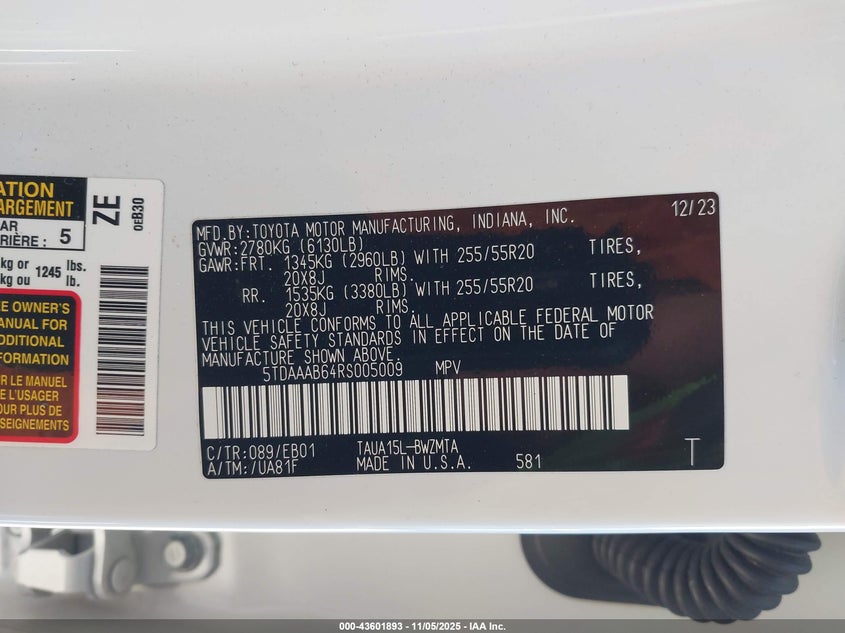 ATION
ARGEMENT
AR
RIÈRE : 5
kg or 1245 lbs.
kg ou lb.
EE OWNER'S
ANUAL FOR
DDITIONAL
FORMATION
R LE MANUEL
E L'USAGER
OUR PLUS DE
SEIGNEMENTS
ZE
0EB30
12/23
MFD.BY:TOYOTA MOTOR MANUFACTURING, INDIANA, INC.
GVWR:2780KG (6130LB)
GAWR:FRT. 1345KG (2960LB) WITH 255/55R20 TIRES,
20X8J RIMS.
RR. 1535KG (3380LB) WITH 255/55R20 TIRES,
20X8J RIMS.
THIS VEHICLE CONFORMS TO ALL APPLICABLE FEDERAL MOTOR
VEHICLE SAFETY STANDARDS IN EFFECT ON THE DATE OF
MANUFACTURE SHOWN ABOVE.
5TDAAAB64RS005009 MPV
C/TR:089/EB01 TAUA15L-BWZMTA
A/TM:/UA81F MADE IN U.S.A. 581
T
000-43601893 - 11/05/2025 - IAA Inc.